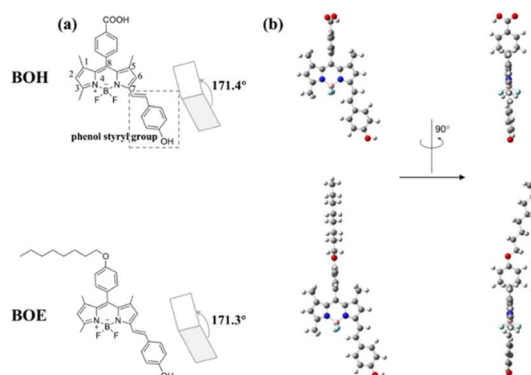 (a)
(b)
BOH
COOH
1
8
5
2
4
6
3
7
N
N
+
B
-
F
F
phenol styryl group
OH
171.4°
90°
O
BOE
N
N
+
B
-
F
F
171.3°
OH